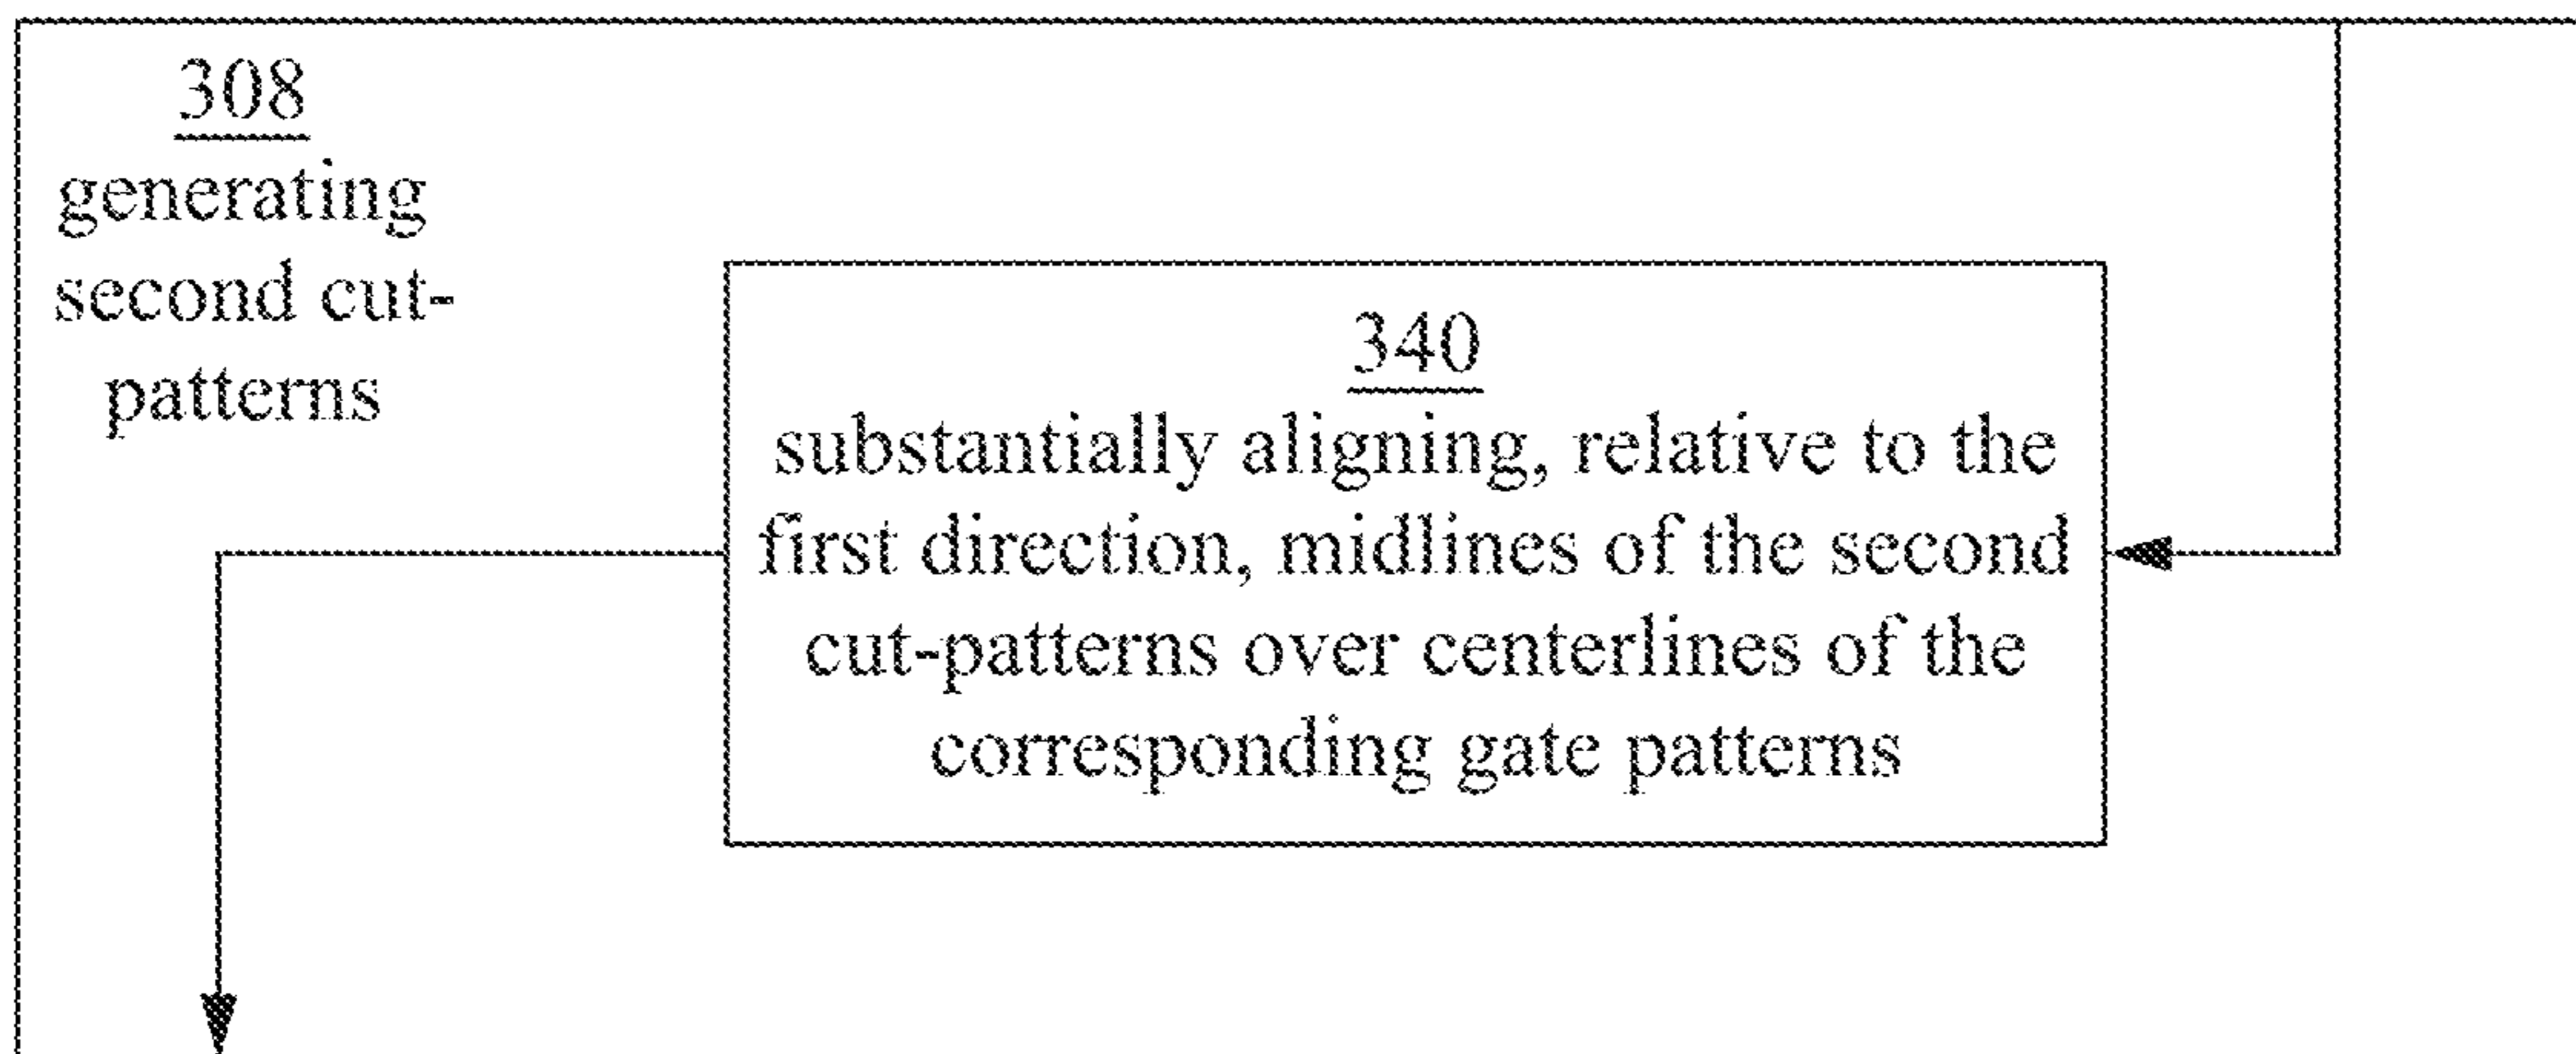 308
generating
second cut-
patterns
340
substantially aligning, relative to the
first direction, midlines of the second
cut-patterns over centerlines of the
corresponding gate patterns